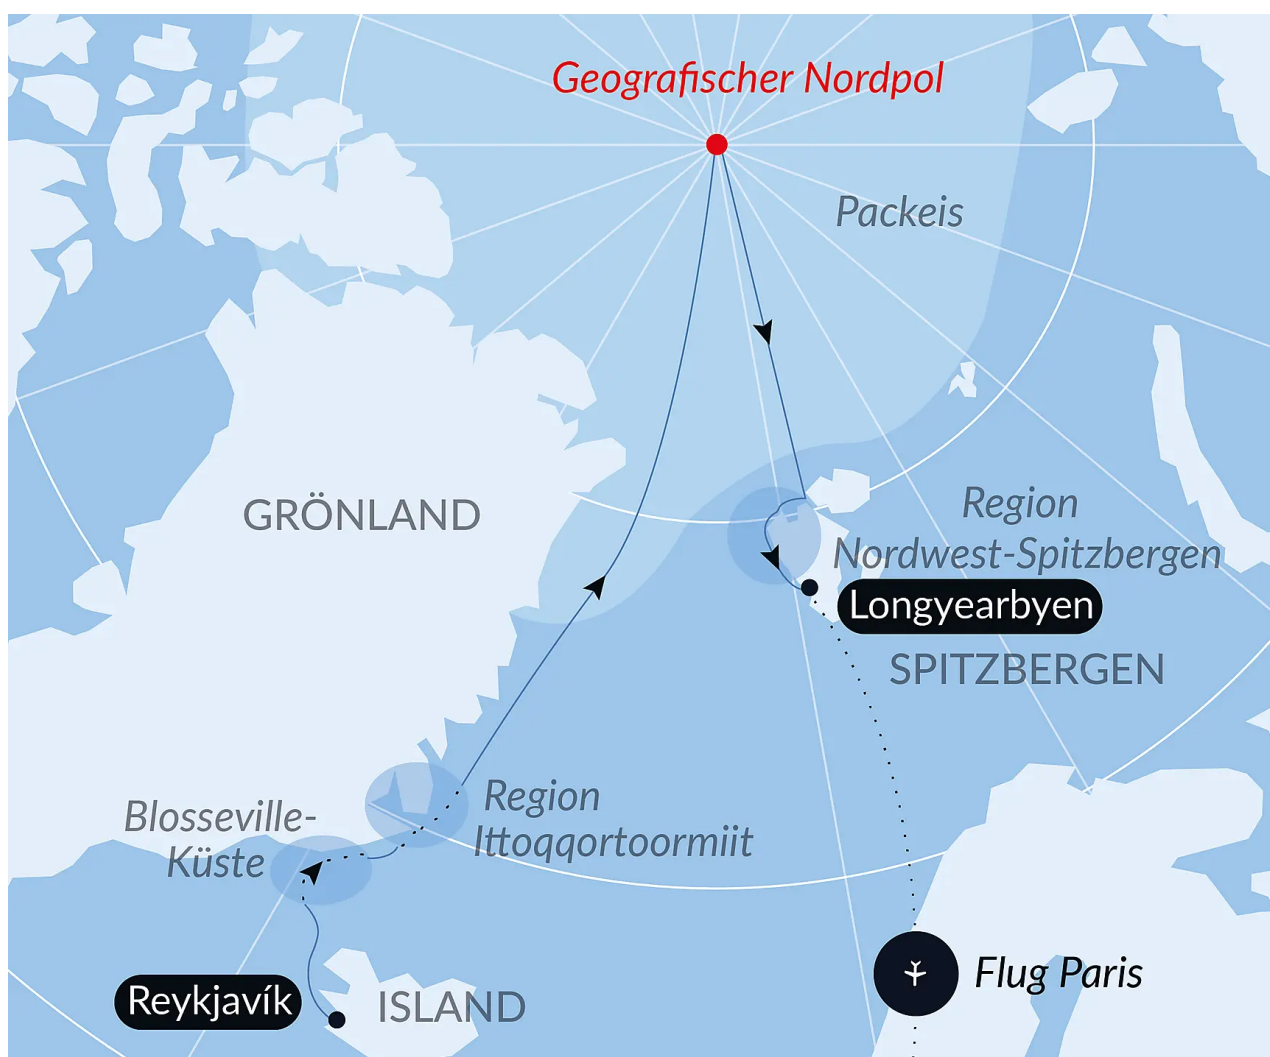 Geografischer Nordpol
Packeis
GRÖNLAND
Region
Nordwest-Spitzbergen
Longyearbyen
SPITZBERGEN
Blosseville-
Küste
Region
Ittoqqortoormiit
Flug Paris
Reykjavík
ISLAND